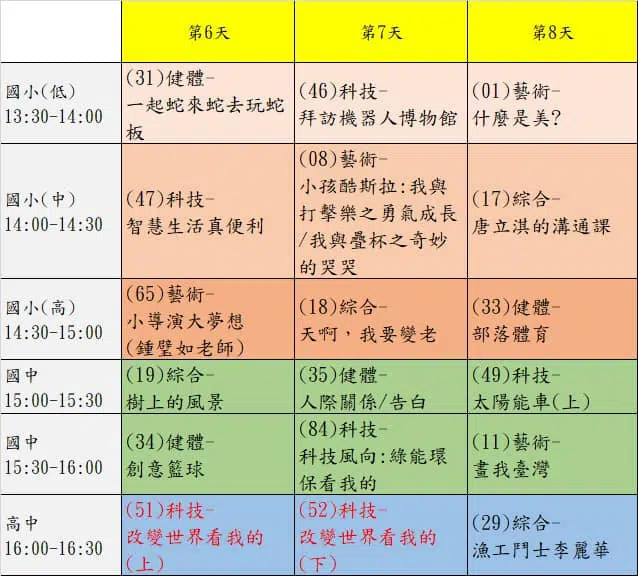 第6天
第7天
第8天
國小(低)
13:30-14:00
(31)健體-
一起蛇來蛇去玩蛇
板
(46)科技-
拜訪機器人博物館
(01)藝術-
什麼是美?
國小(中)
14:00-14:30
(47)科技-
智慧生活真便利
(08)藝術-
小孩酷斯拉:我與
打擊樂之勇氣成長
/我與疊杯之奇妙
的哭哭
(17)綜合-
唐立淇的溝通課
國小(高)
14:30-15:00
(65)藝術-
小導演大夢想
(鍾璧如老師)
(18)綜合-
天啊，我要變老
(33)健體-
部落體育
國中
15:00-15:30
(19)綜合-
樹上的風景
(35)健體-
人際關係/告白
(49)科技-
太陽能車(上)
國中
15:30-16:00
(34)健體-
創意籃球
(84)科技-
科技風向:綠能環
保看我的
(11)藝術-
畫我臺灣
高中
16:00-16:30
(51)科技-
改變世界看我的
(上)
(52)科技-
改變世界看我的
(下)
(29)綜合-
漁工鬥士李麗華